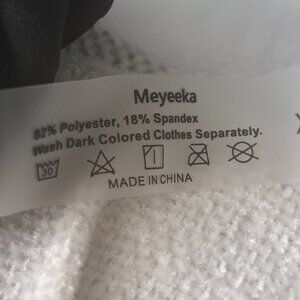 Meyeeka
82% Polyester, 18% Spandex
Wash Dark Colored Clothes Separately.
30
MADE IN CHINA